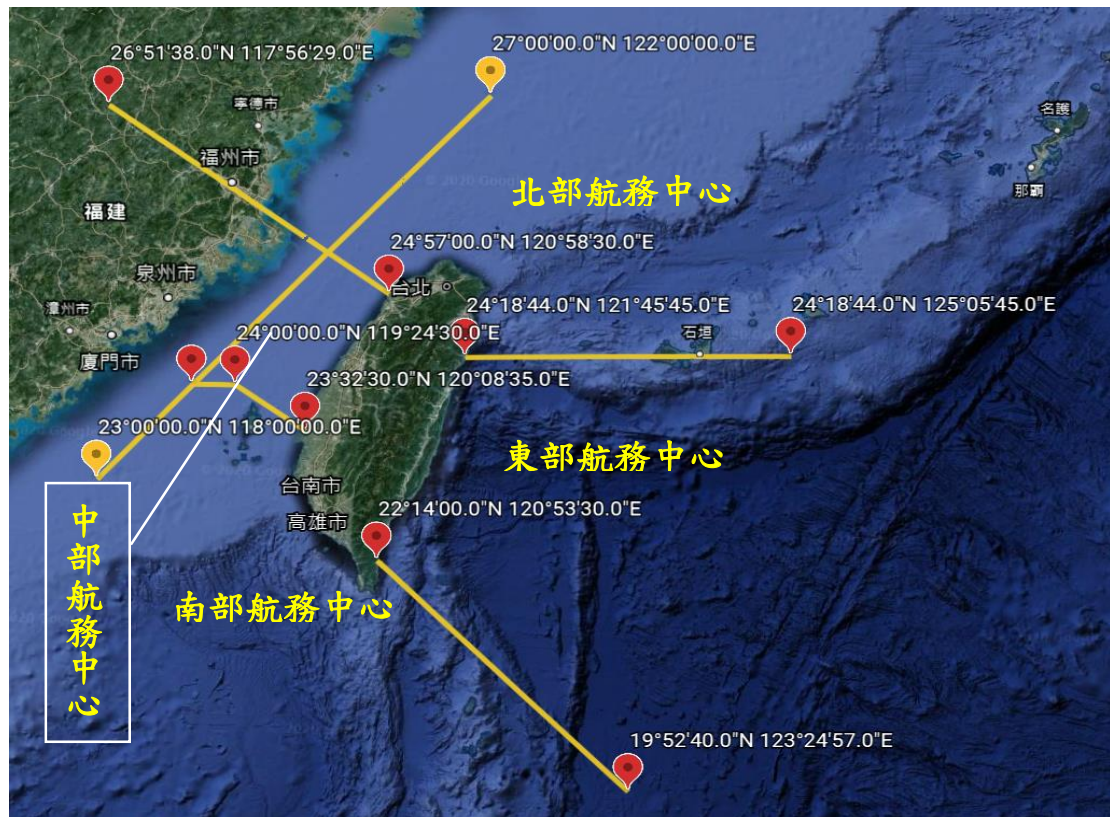 26°51'38.0"N 117°56'29.0"E
27°00'00.0"N 122°00'00.0"E
寧德市
名護
福州市
© 2020 Goo
北部航務中心
那霸
福建
24°57'00.0"N 120°58'30.0"E
泉州市
台北
漳州市
24°18'44.0"N 121°45'45.0"E
24°18'44.0"N 125°05'45.0"E
24°00'00.0"N 119°24'30.0"E
石垣
廈門市
23°32'30.0"N 120°08'35.0"E
23°00'00.0"N 118°00'00.0"E
東部航務中心
台南市
22°14'00.0"N 120°53'30.0"E
高雄市
中部航務中心
南部航務中心
19°52'40.0"N 123°24'57.0"E